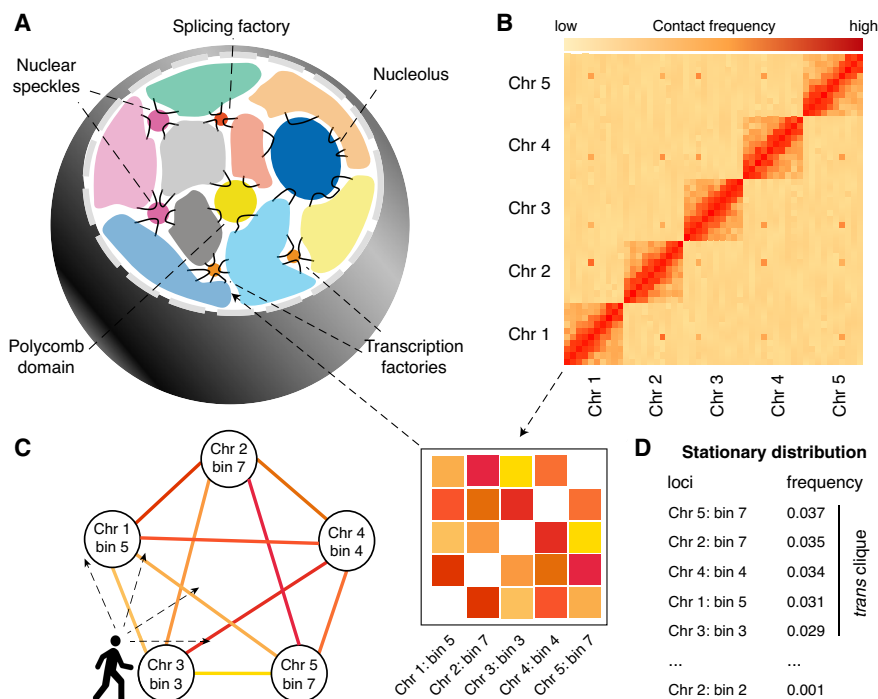 A
Splicing factory
Nuclear
speckles
Nucleolus
Polycomb
domain
Transcription
factories
B
low
Contact frequency
high
Chr 5
Chr 4
Chr 3
Chr 2
Chr 1
Chr 1
Chr 2
Chr 3
Chr 4
Chr 5
C
Chr 2
bin 7
Chr 1
bin 5
Chr 4
bin 4
Chr 3
bin 3
Chr 5
bin 7
Chr 1: bin 5
Chr 2: bin 7
Chr 3: bin 3
Chr 4: bin 4
Chr 5: bin 7
D
Stationary distribution
loci frequency
Chr 5: bin 7 0.037
Chr 2: bin 7 0.035
Chr 4: bin 4 0.034
Chr 1: bin 5 0.031
Chr 3: bin 3 0.029
... ...
Chr 2: bin 2 0.001
trans clique